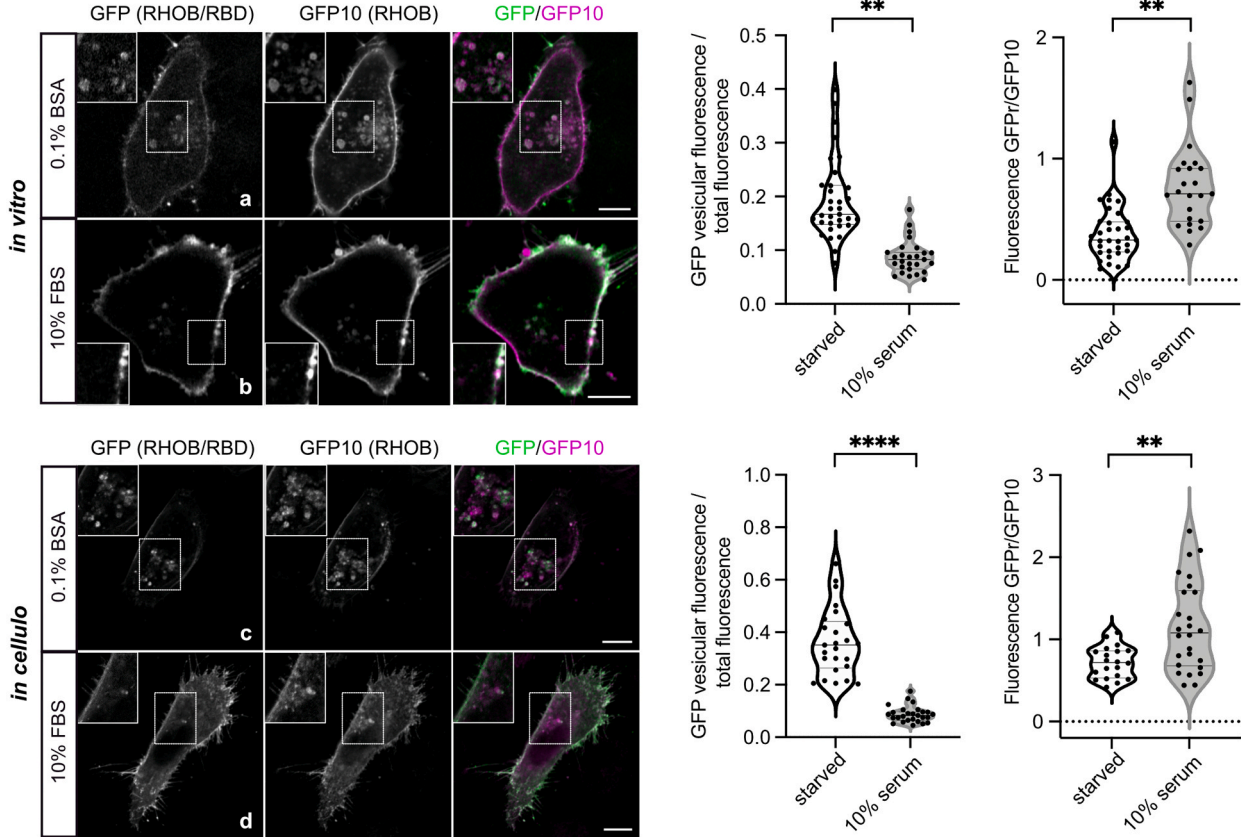 GFP (RHOB/RBD) GFP10 (RHOB) GFP/GFP10
in vitro
0.1% BSA
a
10% FBS
b
**
GFP vesicular fluorescence /
total fluorescence
0.5
0.4
0.3
0.2
0.1
0.0
starved
10% serum
**
Fluorescence GFPr/GFP10
2
1
0
starved
10% serum
GFP (RHOB/RBD) GFP10 (RHOB) GFP/GFP10
in cellulo
0.1% BSA
c
10% FBS
d
****
GFP vesicular fluorescence /
total fluorescence
1.0
0.8
0.6
0.4
0.2
0.0
starved
10% serum
**
Fluorescence GFPr/GFP10
3
2
1
0
starved
10% serum